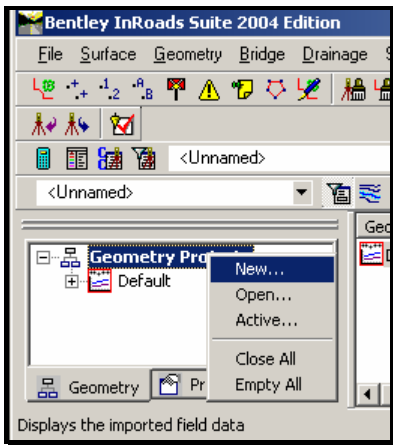 Bentley InRoads Suite 2004 Edition
File Surface Geometry Bridge Drainage
<Unnamed>
<Unnamed>
Geometry
Default
New...
Open...
Active...
Close All
Empty All
Geometry
Displays the imported field data